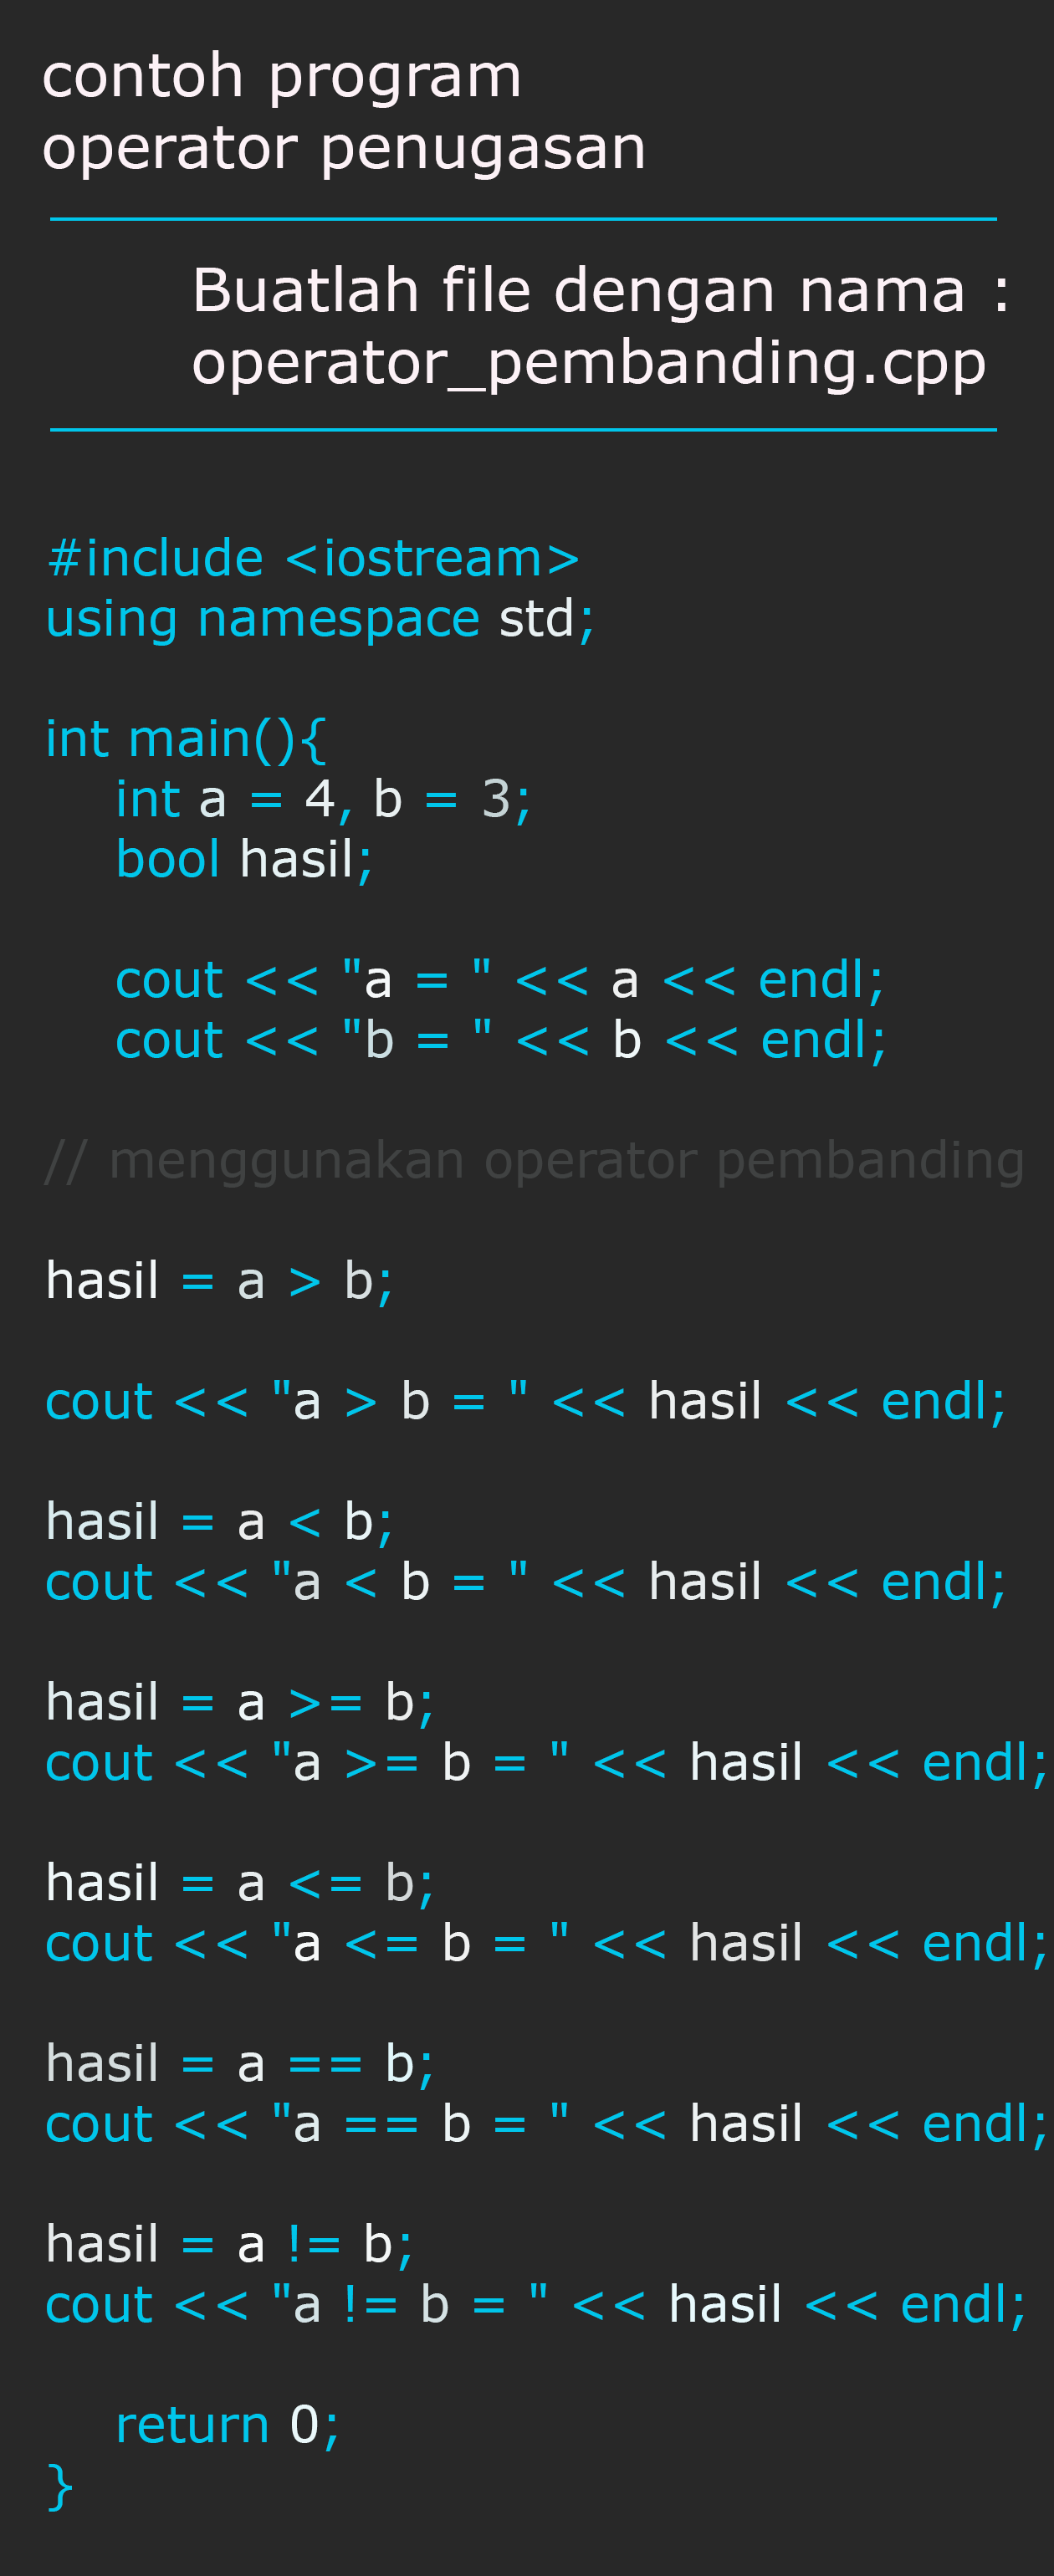 contoh program
operator penugasan
Buatlah file dengan nama :
operator_pembanding.cpp
#include <iostream>
using namespace std;
int main(){
int a = 4, b = 3;
bool hasil;
cout << "a = " << a << endl;
cout << "b = " << b << endl;
// menggunakan operator pembanding
hasil = a > b;
cout << "a > b = " << hasil << endl;
hasil = a < b;
cout << "a < b = " << hasil << endl;
hasil = a >= b;
cout << "a >= b = " << hasil << endl;
hasil = a <= b;
cout << "a <= b = " << hasil << endl;
hasil = a == b;
cout << "a == b = " << hasil << endl;
hasil = a != b;
cout << "a != b = " << hasil << endl;
return 0;
}